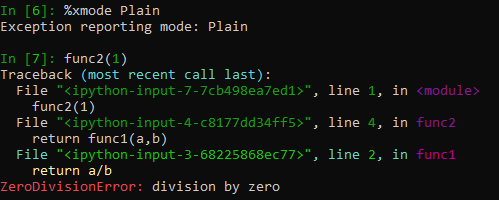 In [6]: %xmode Plain
Exception reporting mode: Plain
In [7]: func2(1)
Traceback (most recent call last):
  File "<ipython-input-7-7cb498ea7ed1>", line 1, in <module>
    func2(1)
  File "<ipython-input-4-c8177dd34ff5>", line 4, in func2
    return func1(a,b)
  File "<ipython-input-3-68225868ec77>", line 2, in func1
    return a/b
ZeroDivisionError: division by zero